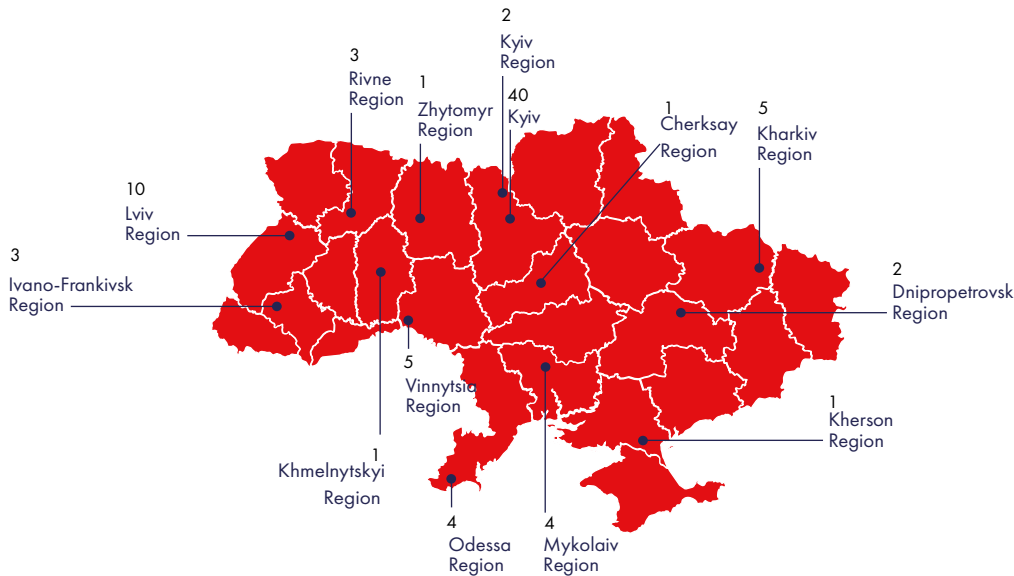 2
Kyiv
Region
3
Rivne
Region
1
Zhytomyr
Region
40
Kyiv
1
Cherksay
Region
5
Kharkiv
Region
10
Lviv
Region
3
Ivano-Frankivsk
Region
2
Dnipropetrovsk
Region
5
Vinnytsia
Region
1
Kherson
Region
1
Khmelnytskyi
Region
4
Odessa
Region
4
Mykolaiv
Region